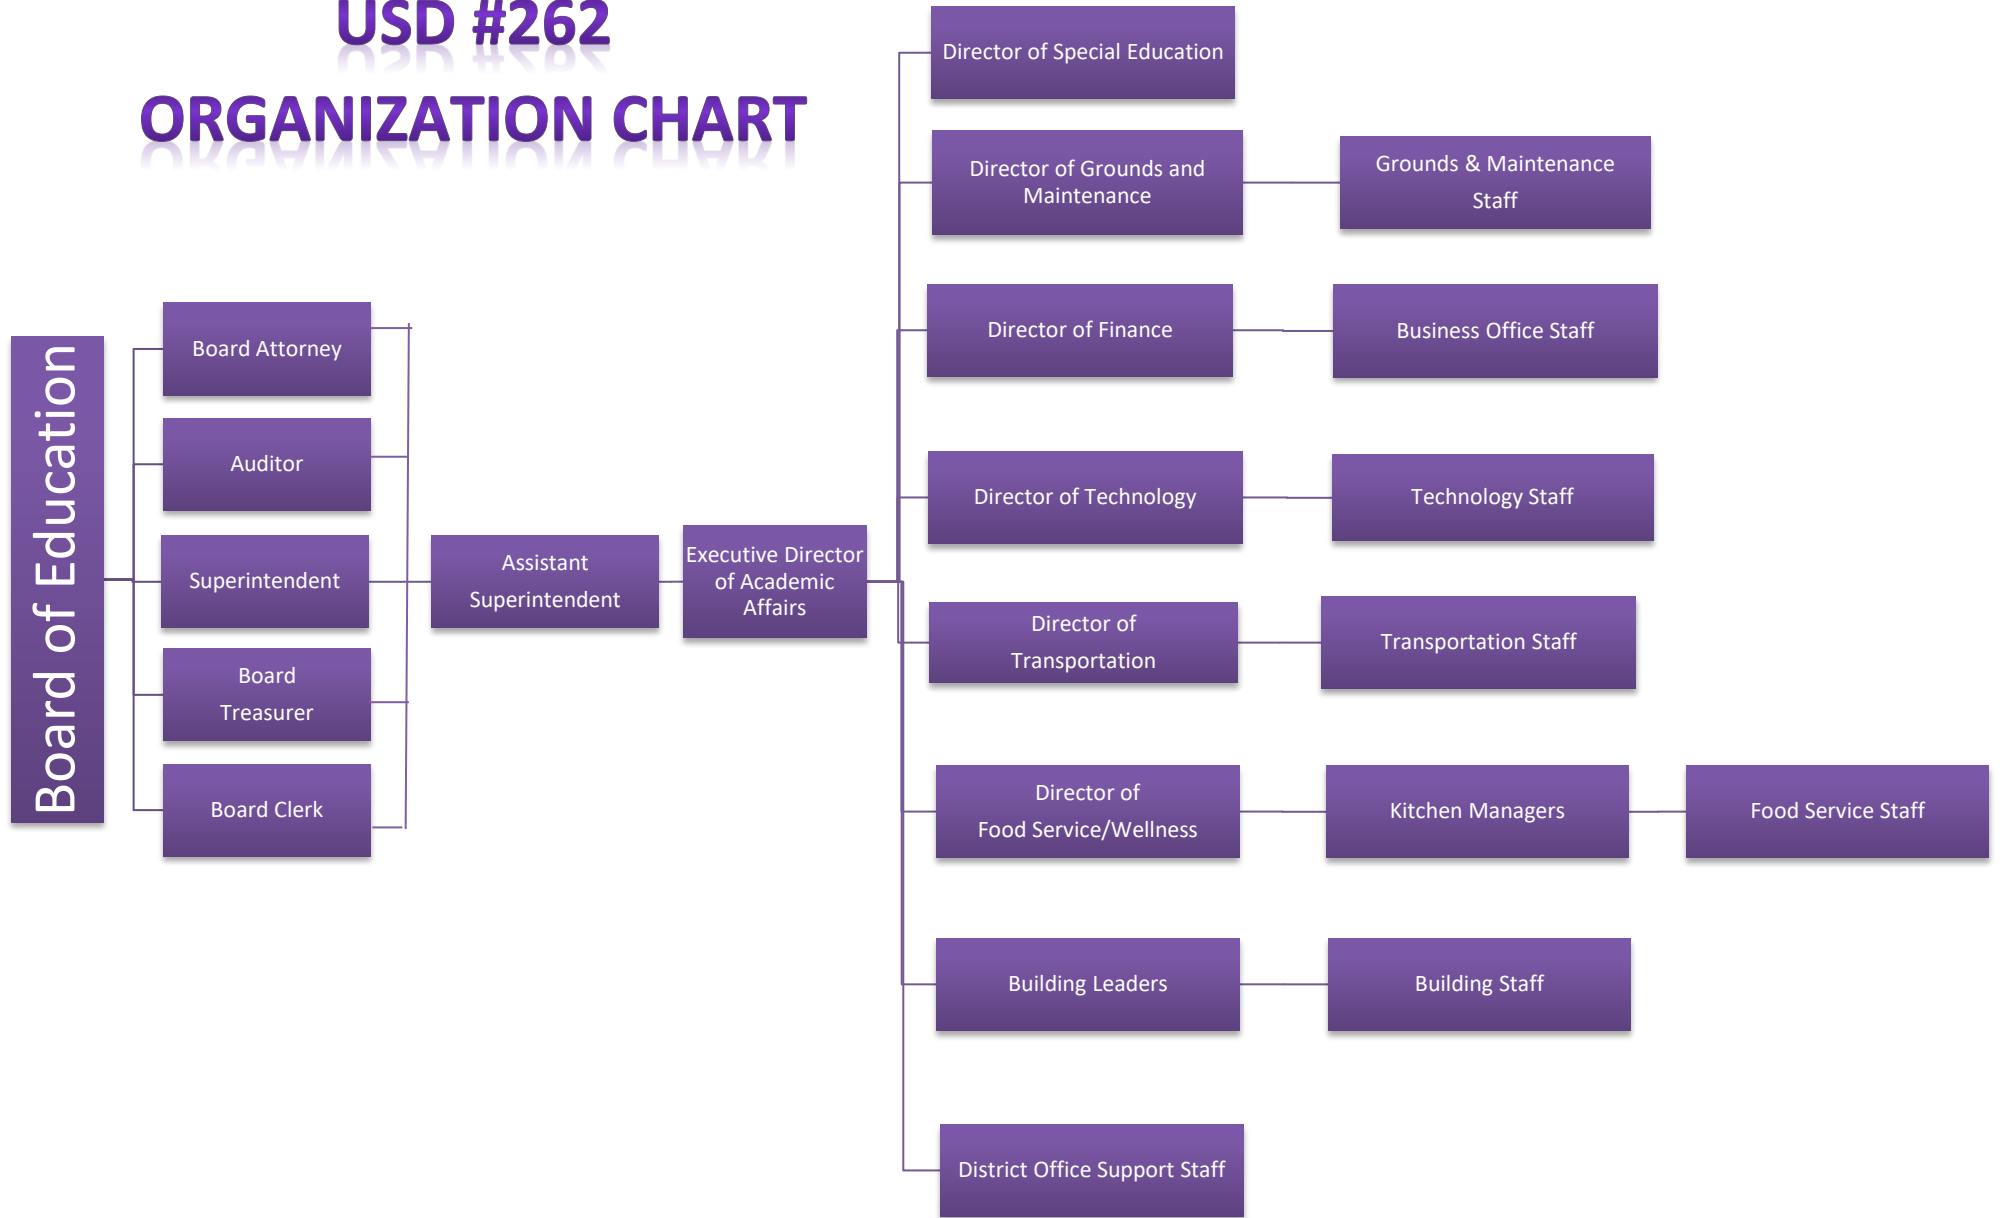 USD #262
ORGANIZATION CHART
Board of Education
Board Attorney
Auditor
Superintendent
Board
Treasurer
Board Clerk
Assistant
Superintendent
Executive Director
of Academic
Affairs
Director of Special Education
Director of Grounds and
Maintenance
Grounds & Maintenance
Staff
Director of Finance
Business Office Staff
Director of Technology
Technology Staff
Director of
Transportation
Transportation Staff
Director of
Food Service/Wellness
Kitchen Managers
Food Service Staff
Building Leaders
Building Staff
District Office Support Staff